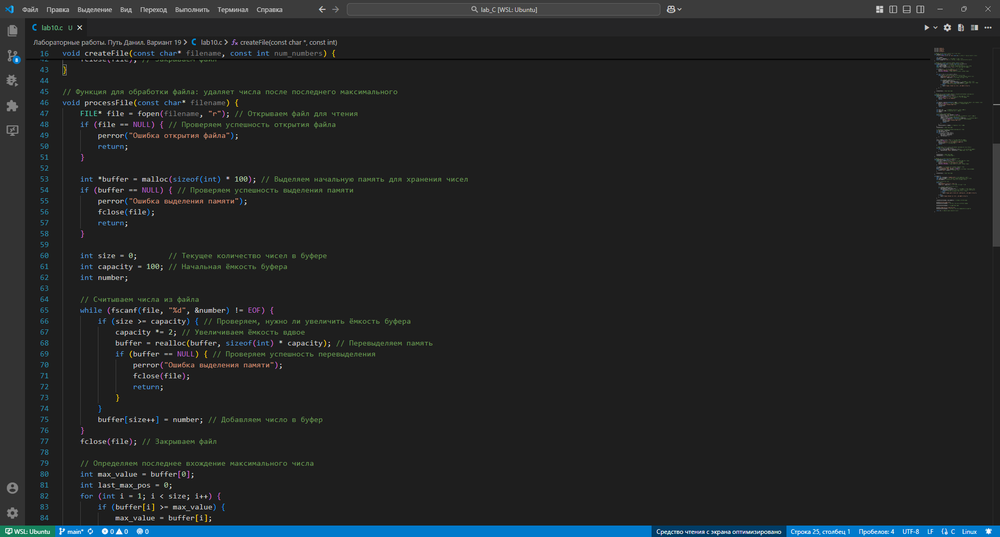 Файл Правка Выделение Вид Переход Выполнить Терминал Справка
lab_C [WSL: Ubuntu]
lab10.c U
Лабораторные работы. Путь Данил. Вариант 19 > C lab10.c > createFile(const char *, const int)
16 void createFile(const char* filename, const int num_numbers) {
42 fclose(file); // Закрываем файл
43 }
44
45 // Функция для обработки файла: удаляет числа после последнего максимального
46 void processFile(const char* filename) {
47 FILE* file = fopen(filename, "r"); // Открываем файл для чтения
48 if (file == NULL) { // Проверяем успешность открытия файла
49 perror("Ошибка открытия файла");
50 return;
51 }
52
53 int *buffer = malloc(sizeof(int) * 100); // Выделяем начальную память для хранения чисел
54 if (buffer == NULL) { // Проверяем успешность выделения памяти
55 perror("Ошибка выделения памяти");
56 fclose(file);
57 return;
58 }
59
60 int size = 0; // Текущее количество чисел в буфере
61 int capacity = 100; // Начальная ёмкость буфера
62 int number;
63
64 // Считываем числа из файла
65 while (fscanf(file, "%d", &number) != EOF) {
66 if (size >= capacity) { // Проверяем, нужно ли увеличить ёмкость буфера
67 capacity *= 2; // Увеличиваем ёмкость вдвое
68 buffer = realloc(buffer, sizeof(int) * capacity); // Перевыделяем память
69 if (buffer == NULL) { // Проверяем успешность перевыделения
70 perror("Ошибка выделения памяти");
71 fclose(file);
72 return;
73 }
74 }
75 buffer[size++] = number; // Добавляем число в буфер
76 }
77 fclose(file); // Закрываем файл
78
79 // Определяем последнее вхождение максимального числа
80 int max_value = buffer[0];
81 int last_max_pos = 0;
82 for (int i = 1; i < size; i++) {
83 if (buffer[i] >= max_value) {
84 max_value = buffer[i];
8
WSL: Ubuntu main* 0 0 0 Средство чтения с экрана оптимизировано Строка 25, столбец 1 Пробелов: 4 UTF-8 LF {} C Linux